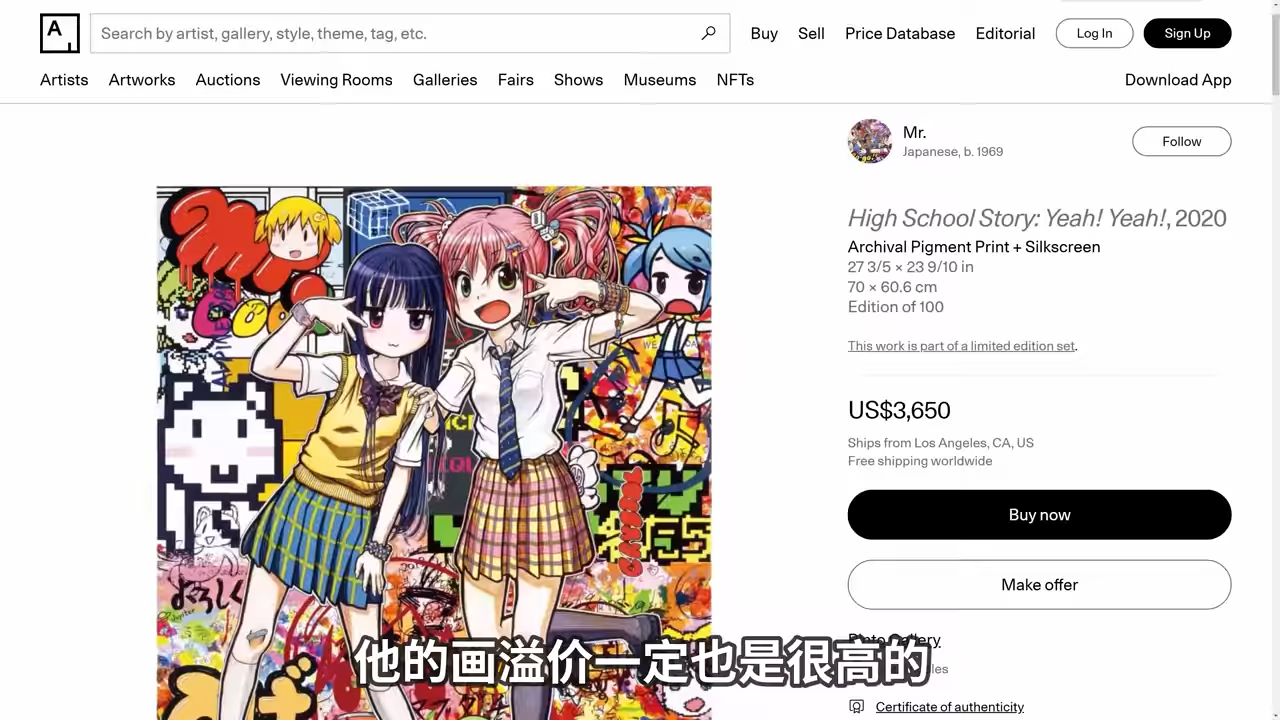 A
Search by artist, gallery, style, theme, tag, etc.
Buy Sell Price Database Editorial Log In Sign Up
Artists Artworks Auctions Viewing Rooms Galleries Fairs Shows Museums NFTs Download App
Mr.
Japanese, b. 1969
Follow
High School Story: Yeah! Yeah!, 2020
Archival Pigment Print + Silkscreen
27 3/5 × 23 9/10 in
70 × 60.6 cm
Edition of 100
This work is part of a limited edition set.
US$3,650
Ships from Los Angeles, CA, US
Free shipping worldwide
Buy now
Make offer
よろしく
他的画溢价一定也是很高的
Certificate of authenticity